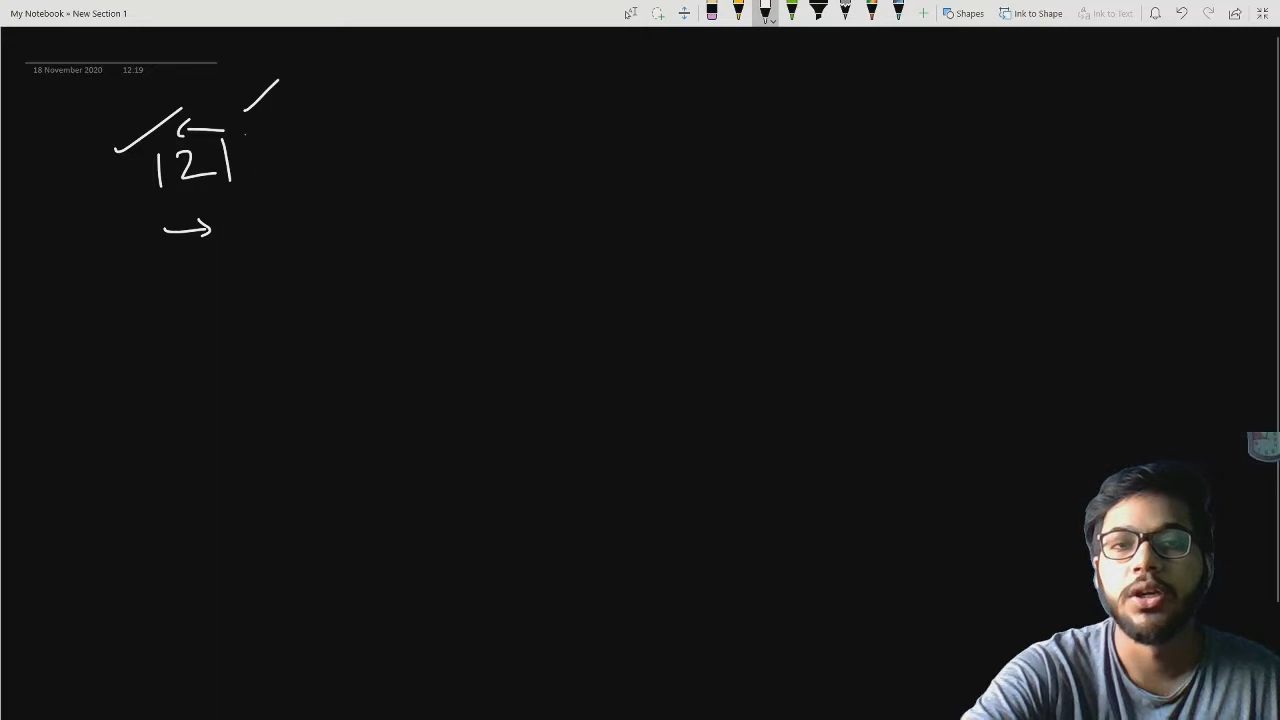 My Notebook » New Section 1
Shapes
Ink to Shape
Ink to Text
18 November 2020 12:19
121